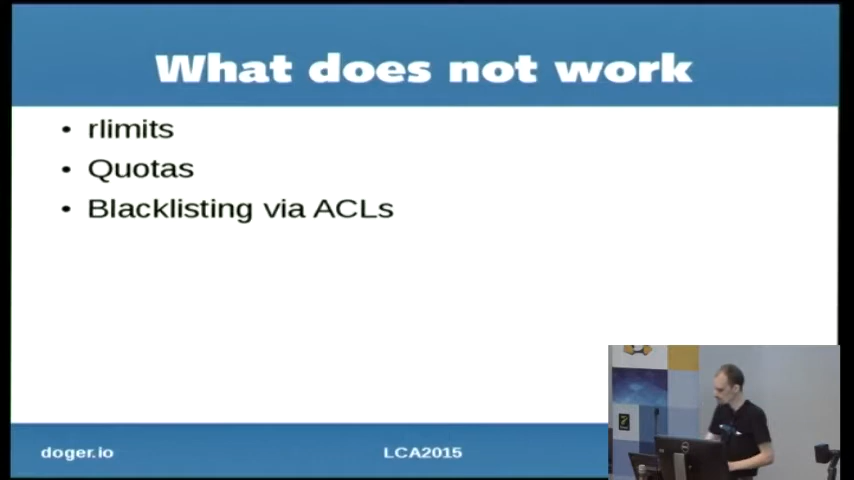 What does not work
• rlimits
• Quotas
• Blacklisting via ACLs
doger.io
LCA2015